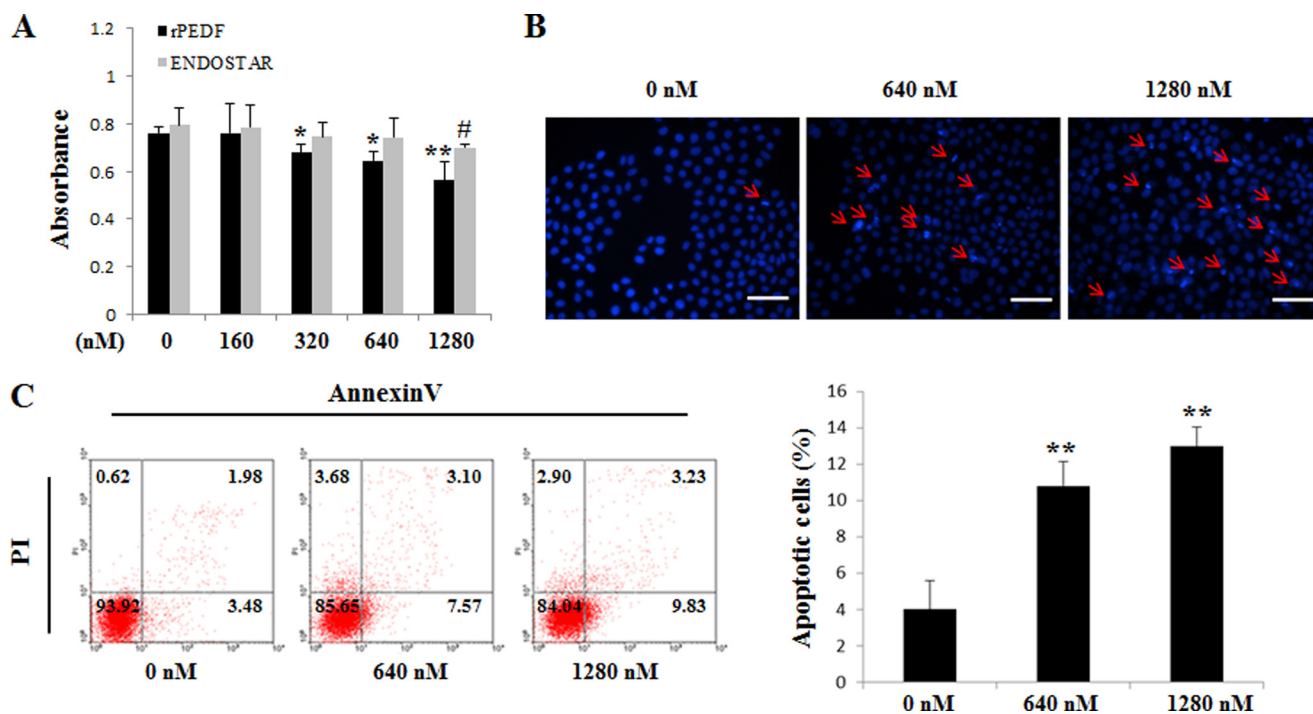 A
1.2
1
0.8
0.6
0.4
0.2
0
Absorbance
rPEDF
ENDOSTAR
*
*
**
#
(nM) 0 160 320 640 1280
B
0 nM 640 nM 1280 nM
C
AnnexinV
PI
0.62 1.98
93.92 3.48
PI
0 nM
3.68 3.10
85.65 7.57
PI
640 nM
2.90 3.23
84.04 9.83
PI
1280 nM
Apoptotic cells (%)
16
14
12
10
8
6
4
2
0
**
**
0 nM 640 nM 1280 nM